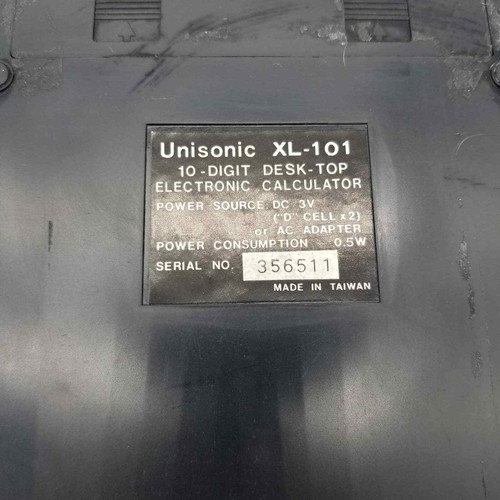 Unisonic XL-101
10-DIGIT DESK-TOP
ELECTRONIC CALCULATOR
POWER SOURCE DC 3V
("D" CELL x2)
or AC ADAPTER
POWER CONSUMPTION 0.5W
SERIAL NO. 356511
MADE IN TAIWAN